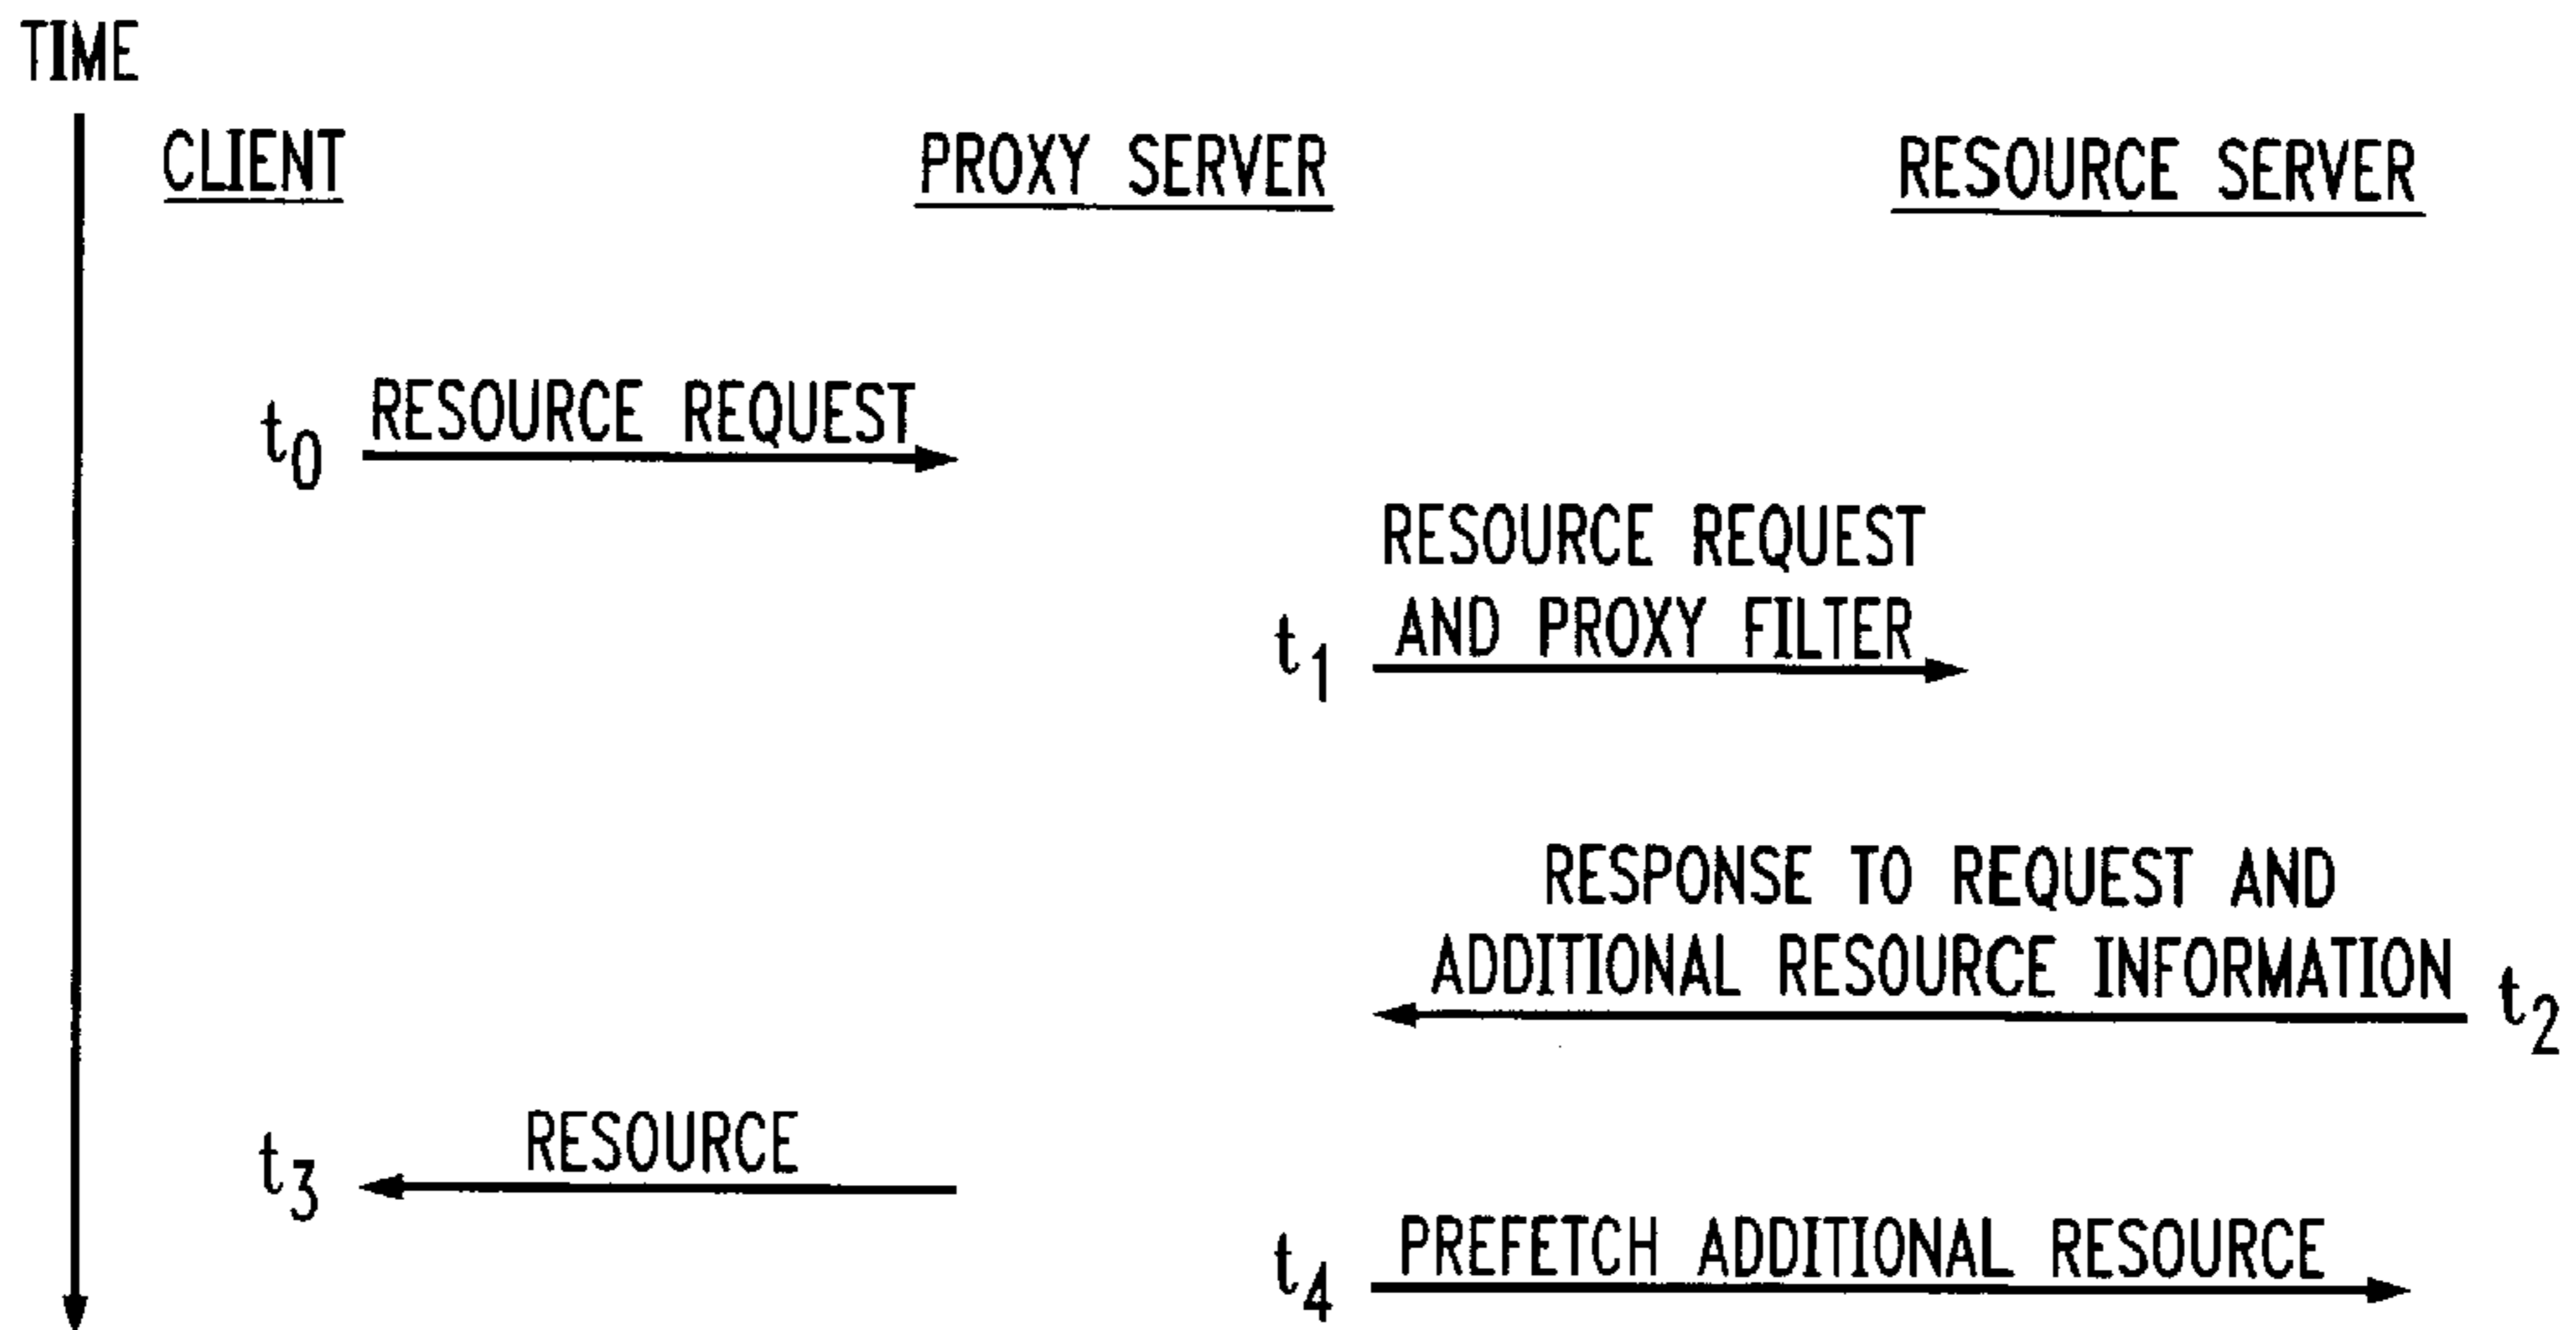 TIME
CLIENT
PROXY SERVER
RESOURCE SERVER
t0 RESOURCE REQUEST
RESOURCE REQUEST
t1 AND PROXY FILTER
RESPONSE TO REQUEST AND
ADDITIONAL RESOURCE INFORMATION t2
t3 RESOURCE
t4 PREFETCH ADDITIONAL RESOURCE